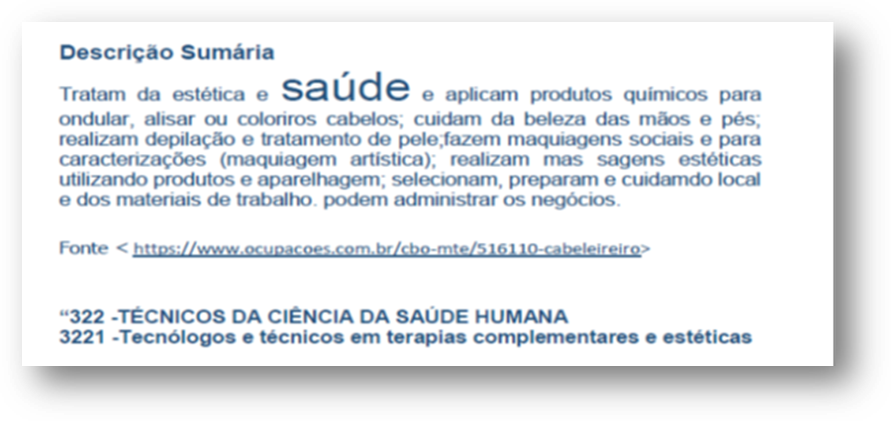 Descrição Sumária
Tratam da estética e saúde e aplicam produtos químicos para
ondular, alisar ou coloriros cabelos; cuidam da beleza das mãos e pés;
realizam depilação e tratamento de pele;fazem maquiagens sociais e para
caracterizações (maquiagem artística); realizam mas sagens estéticas
utilizando produtos e aparelhagem; selecionam, preparam e cuidamdo local
e dos materiais de trabalho. podem administrar os negócios.
Fonte < https://www.ocupacoes.com.br/cbo-mte/516110-cabeleireiro>
“322 -TÉCNICOS DA CIÊNCIA DA SAÚDE HUMANA
3221 -Tecnólogos e técnicos em terapias complementares e estéticas